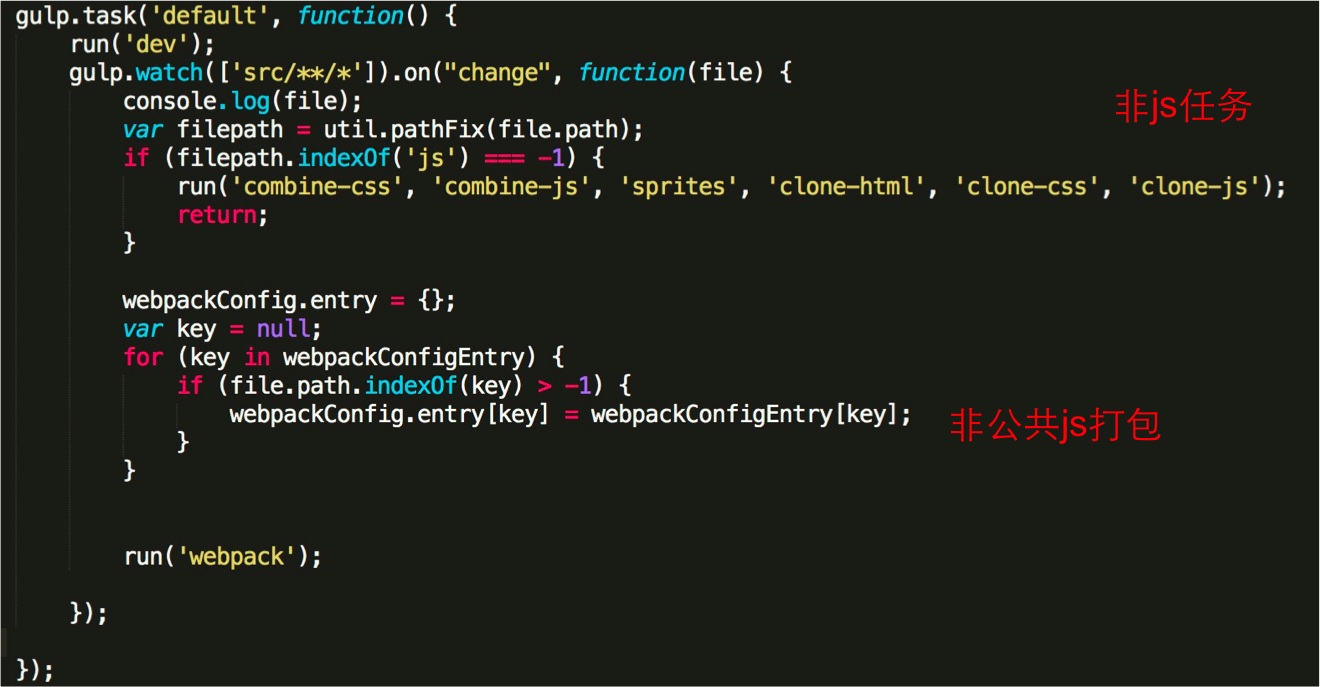 gulp.task('default', function() {
    run('dev');
    gulp.watch(['src/**/*']).on("change", function(file) {
        console.log(file);
非js任务
        var filepath = util.pathFix(file.path);
        if (filepath.indexOf('js') === -1) {
            run('combine-css', 'combine-js', 'sprites', 'clone-html', 'clone-css', 'clone-js');
            return;
        }
        webpackConfig.entry = {};
        var key = null;
        for (key in webpackConfigEntry) {
            if (file.path.indexOf(key) > -1) {
                webpackConfig.entry[key] = webpackConfigEntry[key];
非公共js打包
            }
        }
        run('webpack');
    });
});